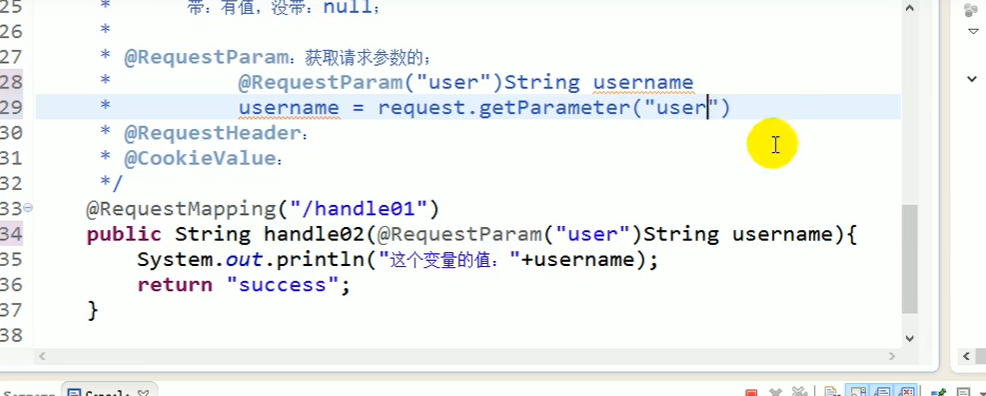 25 * 带：有值，没带：null；
26 *
27 * @RequestParam：获取请求参数的；
28 * @RequestParam("user")String username
29 * username = request.getParameter("user")
30 * @RequestHeader：
31 * @CookieValue：
32 */
33 @RequestMapping("/handle01")
34 public String handle02(@RequestParam("user")String username){
35 System.out.println("这个变量的值："+username);
36 return "success";
37 }
38